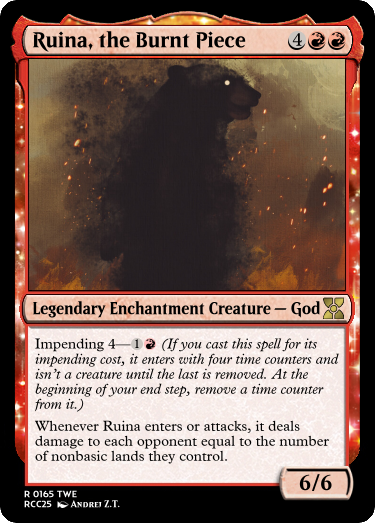 Ruina, the Burnt Piece 4
Legendary Enchantment Creature — God
Impending 4—1 (If you cast this spell for its
impending cost, it enters with four time counters and
isn't a creature until the last is removed. At the
beginning of your end step, remove a time counter
from it.)
Whenever Ruina enters or attacks, it deals
damage to each opponent equal to the number
of nonbasic lands they control.
6/6
R 0165 TWE
RCC25 Andrej Z.T.